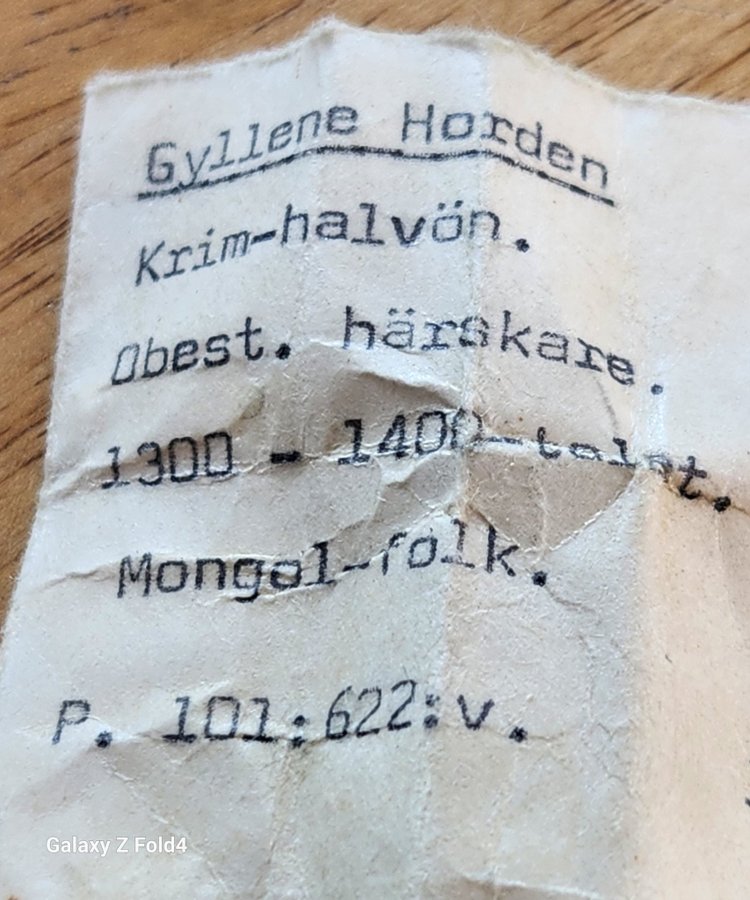 Gyllene Horden
Krim-halvön.
Obest. härskare.
1300 - 1400-talet.
Mongol-folk.
P. 101:622:v.
Galaxy Z Fold4